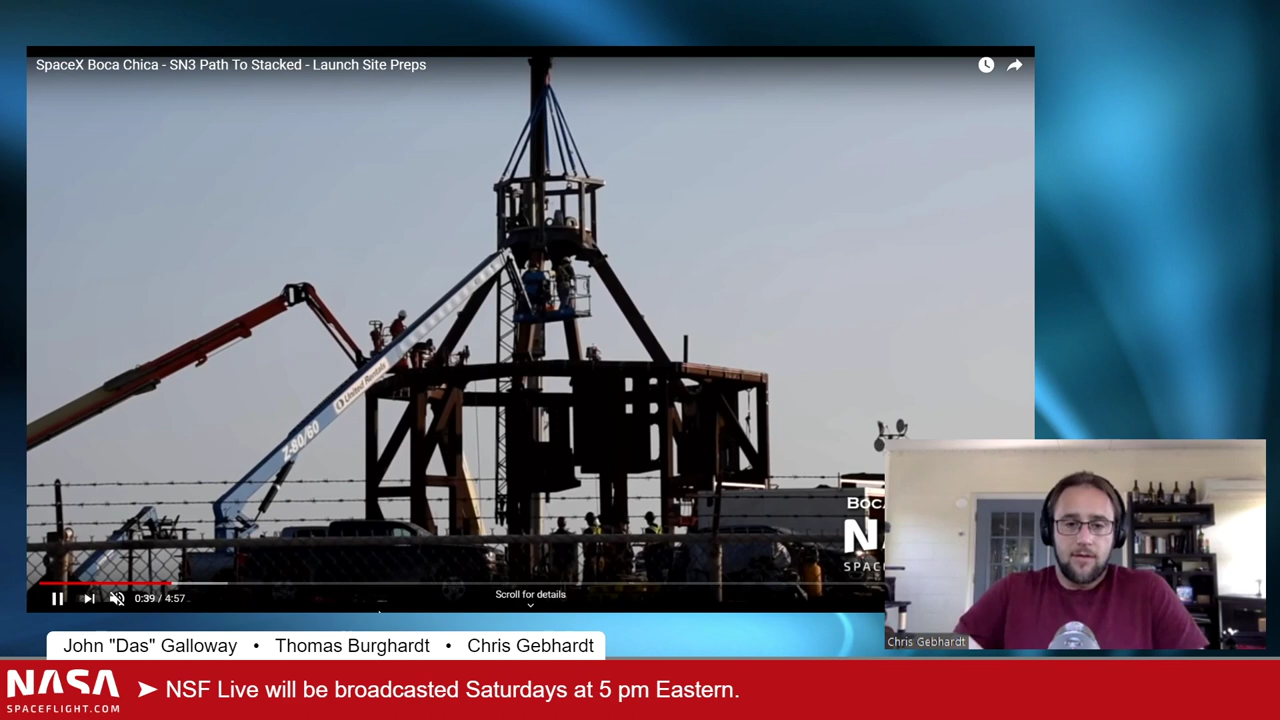 SpaceX Boca Chica - SN3 Path To Stacked - Launch Site Preps
United Rentals
Z-80/60
NA
SPAC
0:39 / 4:57
Scroll for details
Chris Gebhardt
John "Das" Galloway • Thomas Burghardt • Chris Gebhardt
NASA
SPACEFLIGHT.COM
➤ NSF Live will be broadcasted Saturdays at 5 pm Eastern.